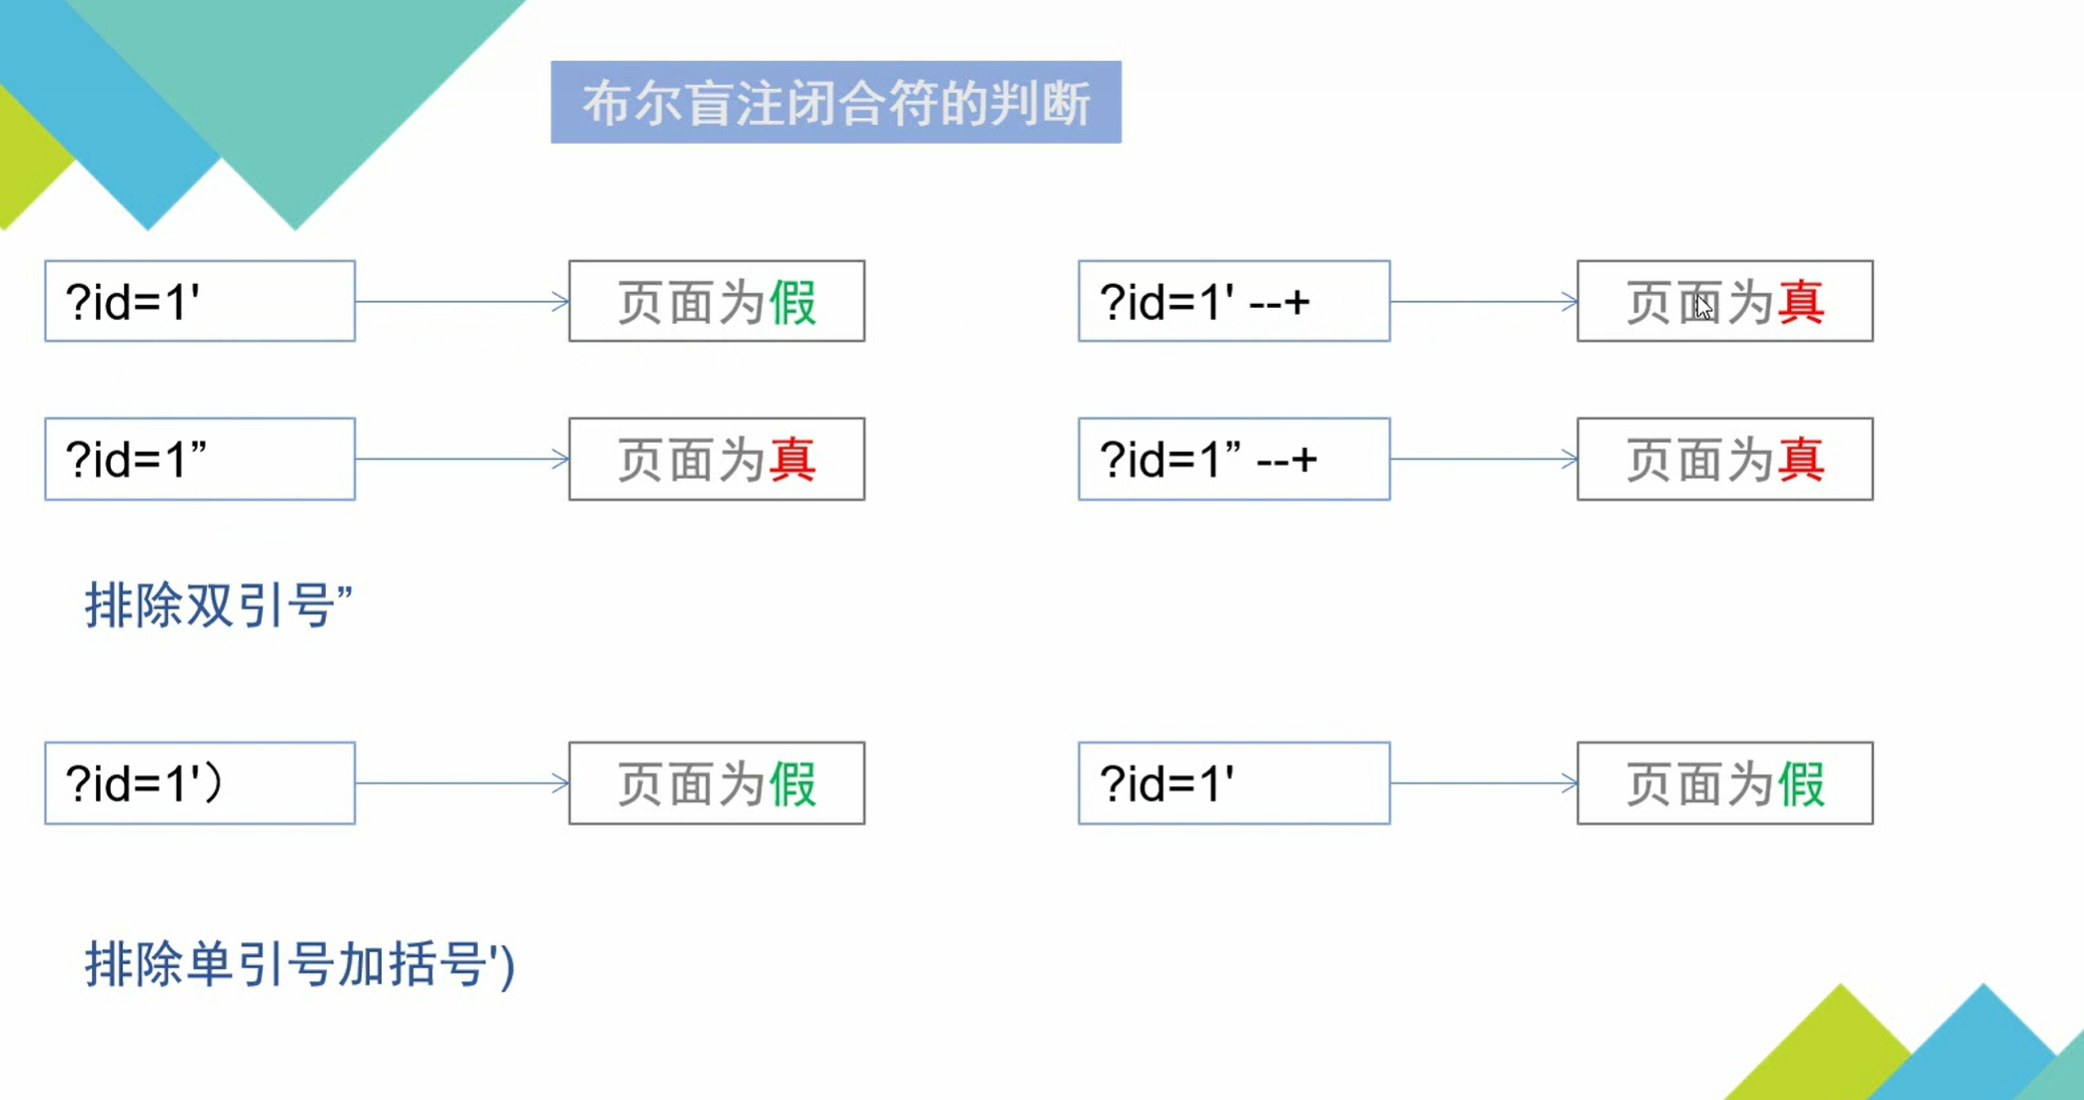 布尔盲注闭合符的判断
?id=1' 页面为假 ?id=1' --+ 页面为真
?id=1” 页面为真 ?id=1” --+ 页面为真
排除双引号”
?id=1'） 页面为假 ?id=1' 页面为假
排除单引号加括号')